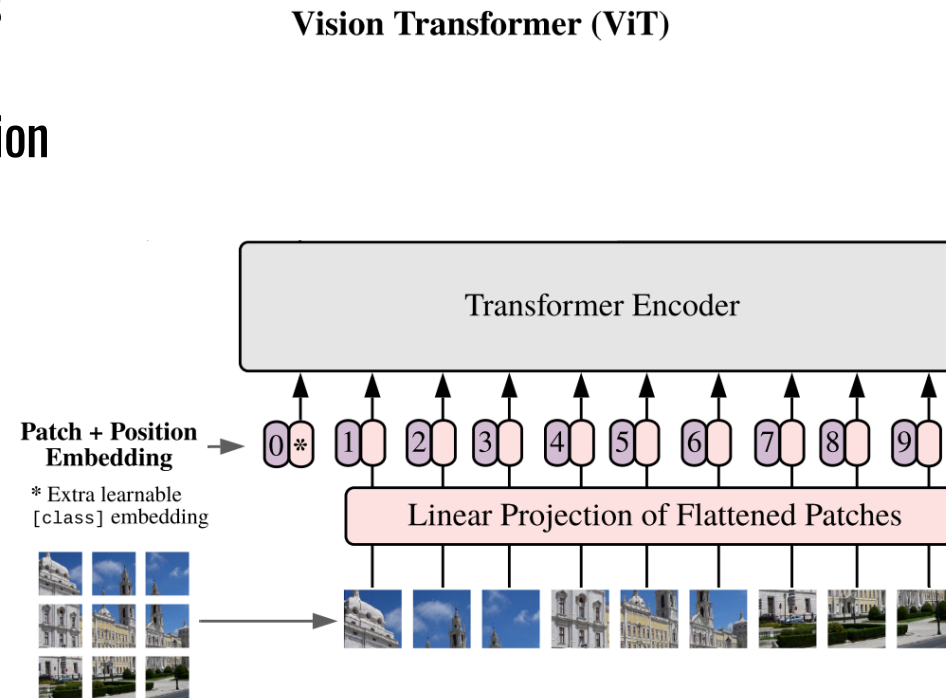 Vision Transformer (ViT)
ion
Transformer Encoder
Patch + Position
Embedding
0 * 1 2 3 4 5 6 7 8 9
* Extra learnable
[class] embedding
Linear Projection of Flattened Patches